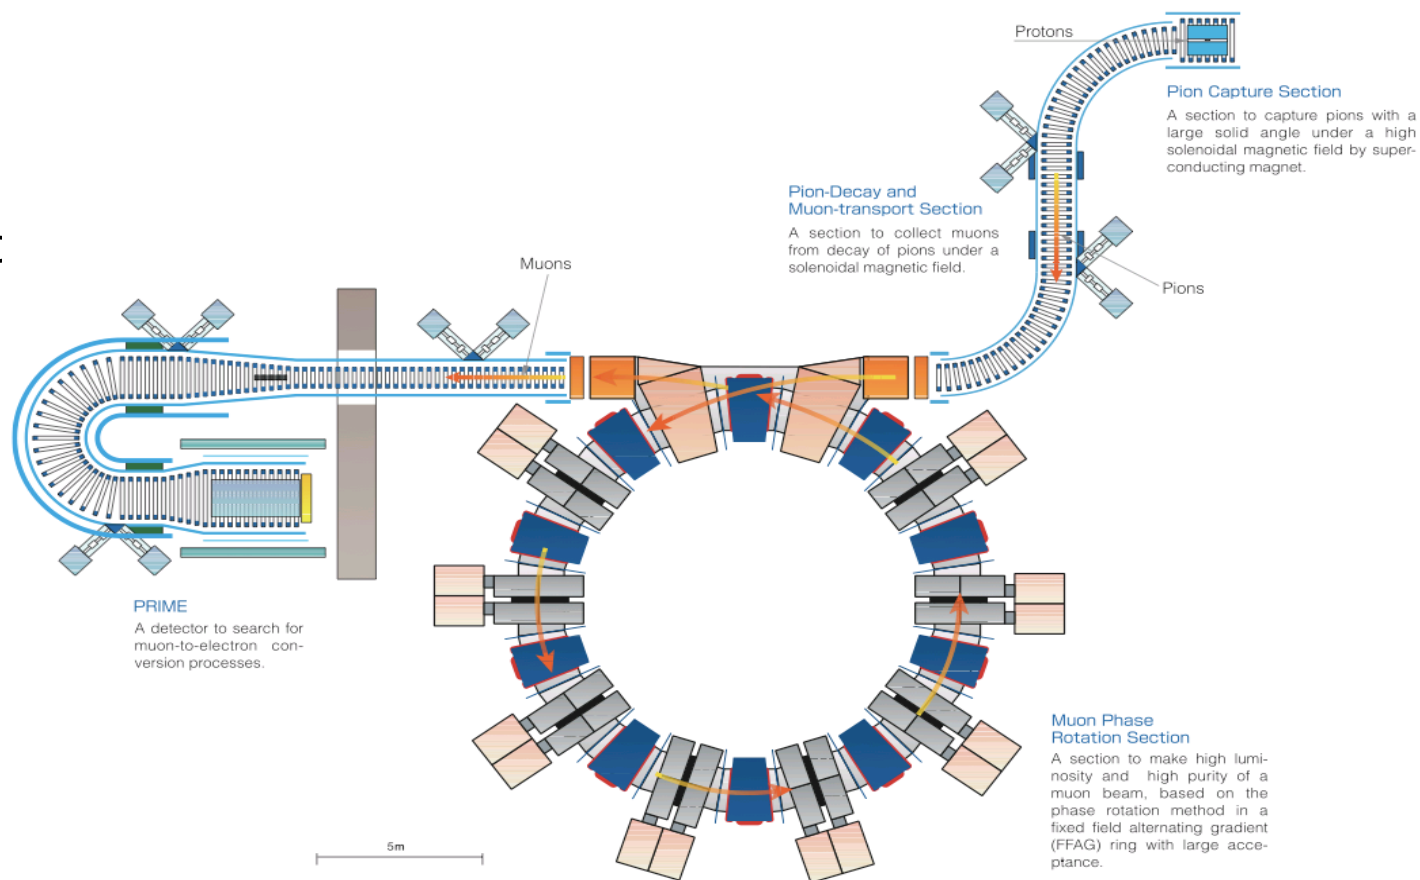 Protons
Pion Capture Section
A section to capture pions with a
large solid angle under a high
solenoidal magnetic field by super-
conducting magnet.
Pion-Decay and
Muon-transport Section
A section to collect muons
from decay of pions under a
solenoidal magnetic field.
Pions
Muons
PRIME
A detector to search for
muon-to-electron con-
version processes.
Muon Phase
Rotation Section
A section to make high lumi-
nosity and high purity of a
muon beam, based on the
phase rotation method in a
fixed field alternating gradient
(FFAG) ring with large acce-
ptance.
5m